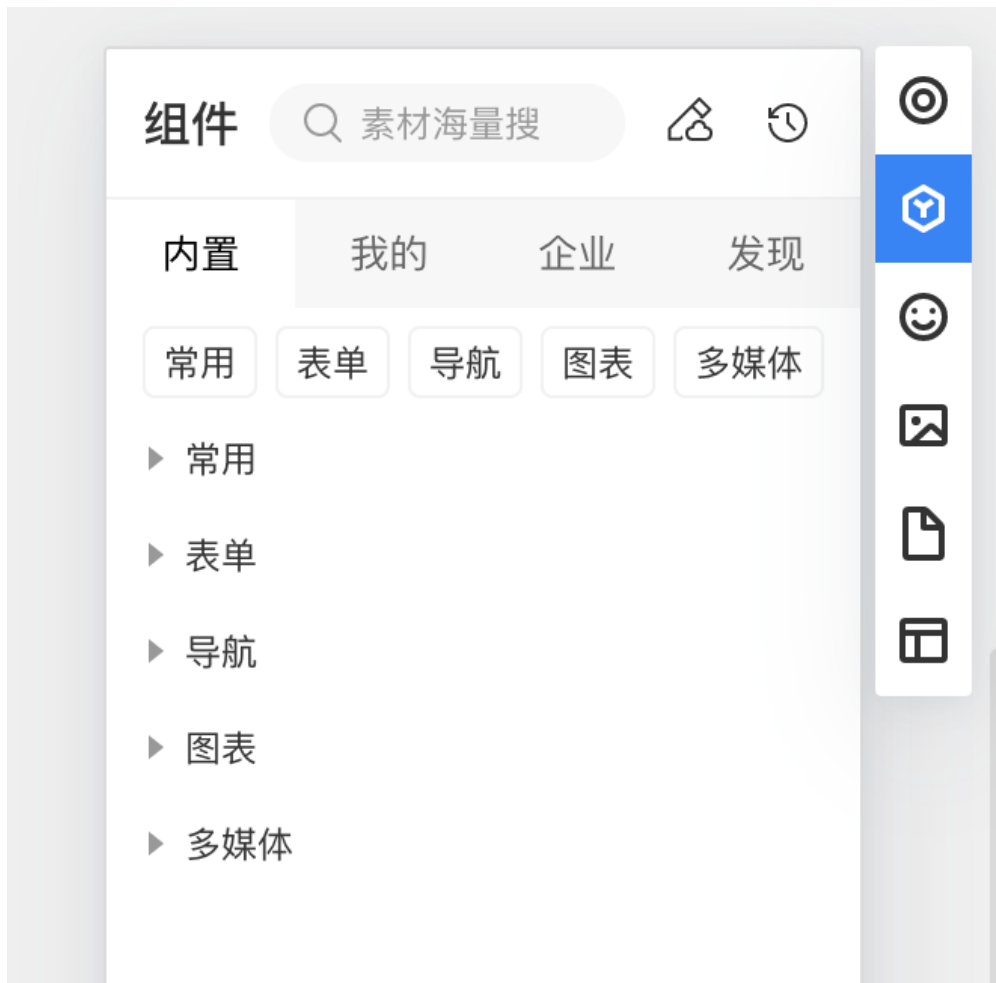 组件 素材海量搜
内置 我的 企业 发现
常用 表单 导航 图表 多媒体
常用
表单
导航
图表
多媒体